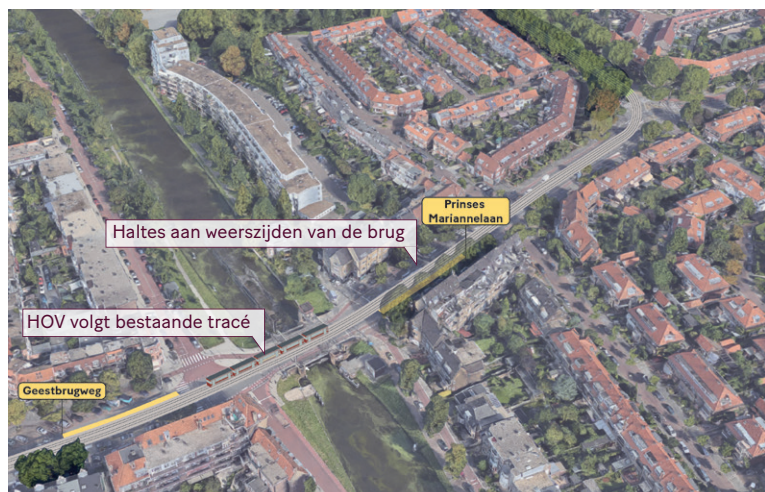 Prinses
Mariannelaan
Haltes aan weerszijden van de brug
HOV volgt bestaande tracé
Geestbrugweg